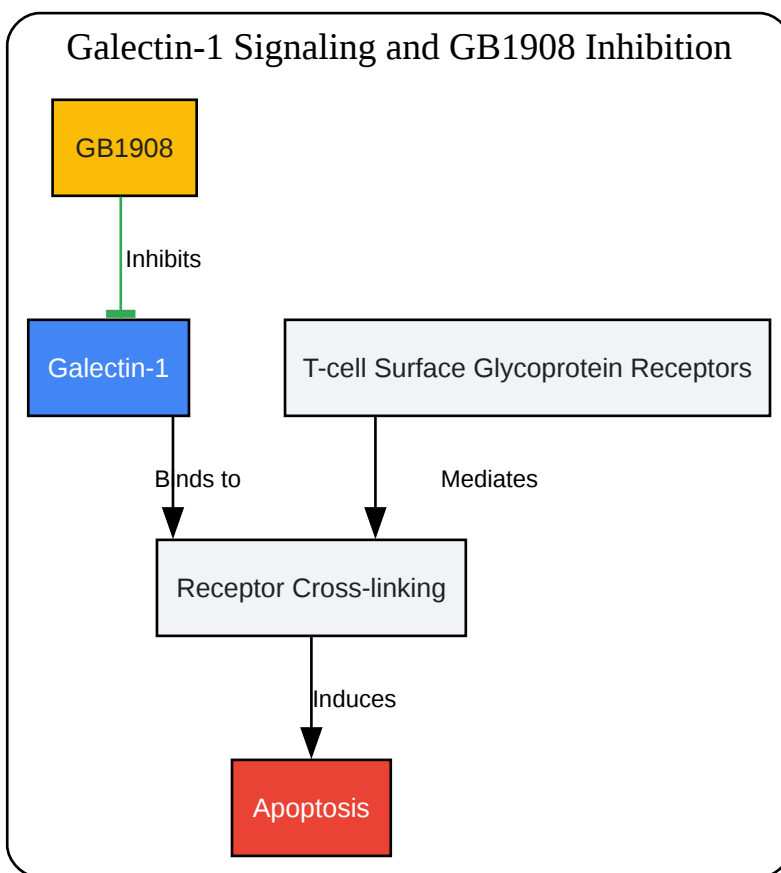 Galectin-1 Signaling and GB1908 Inhibition
GB1908
Inhibits
Galectin-1
T-cell Surface Glycoprotein Receptors
Binds to
Mediates
Receptor Cross-linking
Induces
Apoptosis